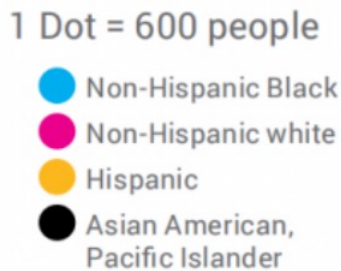 1 Dot = 600 people
Non-Hispanic Black
Non-Hispanic white
Hispanic
Asian American,
Pacific Islander